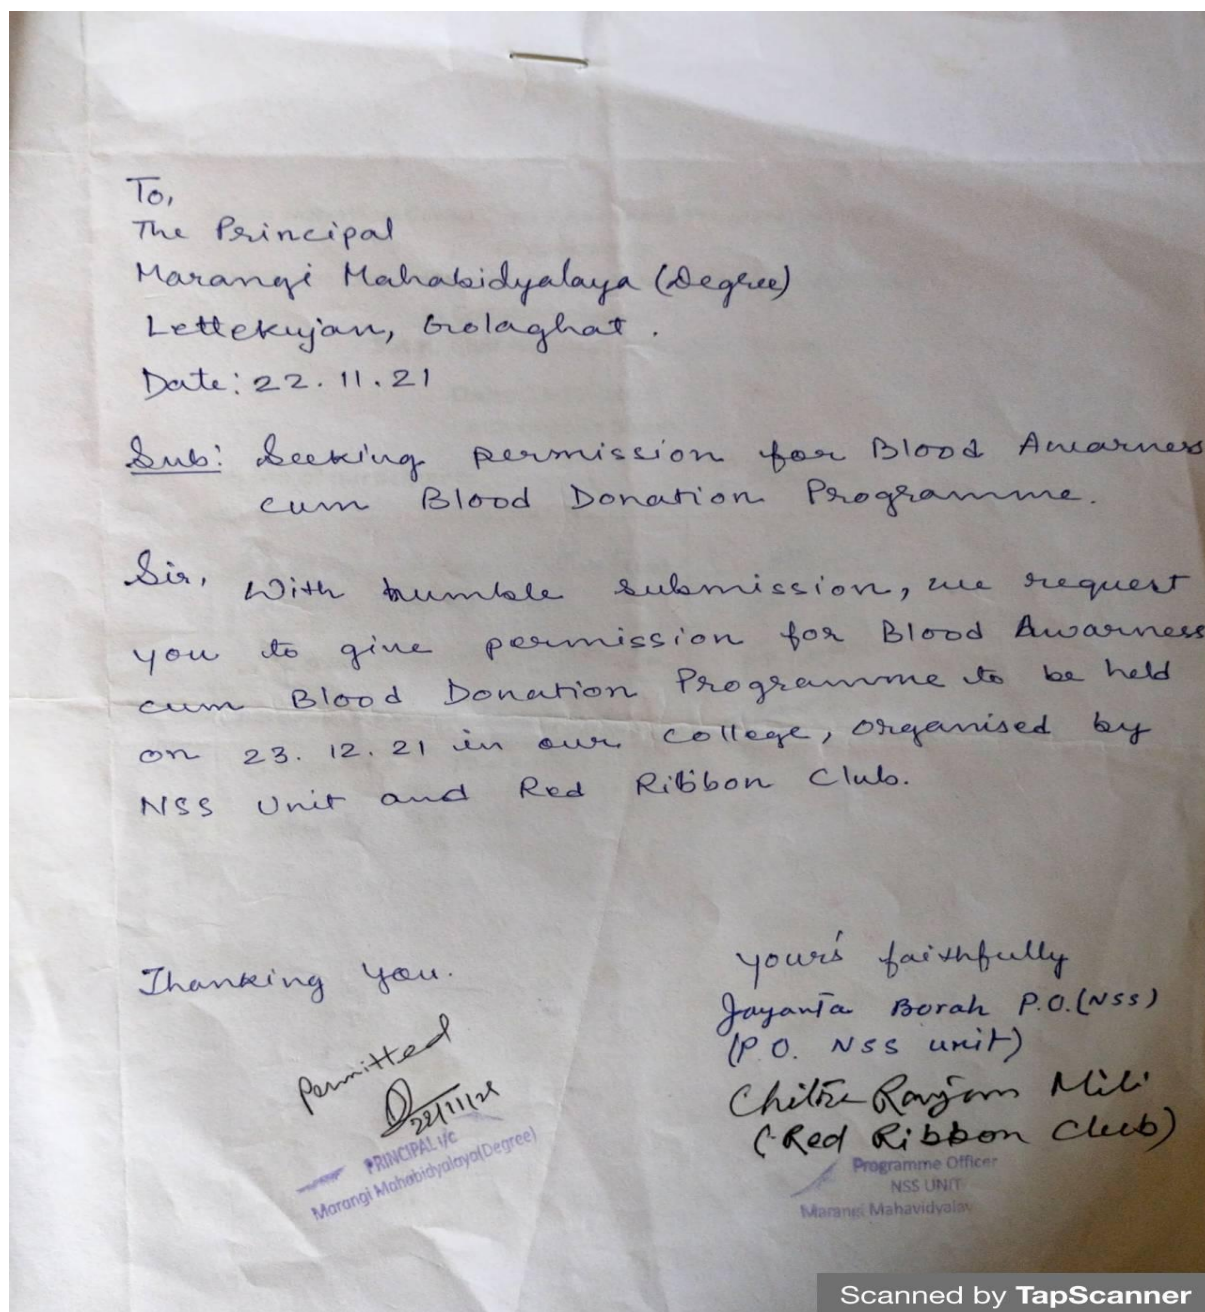 To,
The Principal
Marangi Mahabidyalaya (Degree)
Lettekujan, Golaghat.
Date: 22.11.21
Sub: Seeking permission for Blood Awarness
cum Blood Donation Programme.
Sir, With humble submission, we request
you to give permission for Blood Awarness
cum Blood Donation Programme to be held
on 23.12.21 in our college, organised by
NSS Unit and Red Ribbon Club.
Thanking you.
your's faithfully
Jayanta Borah P.O.(NSS)
(P.O. NSS unit)
Chitra Ranjan Mili
(Red Ribbon Club)
Programme Officer
NSS UNIT
Marangi Mahavidyalay
Permitted
22/11/21
PRINCIPAL i/c
Marangi Mahabidyalaya(Degree)
Scanned by TapScanner